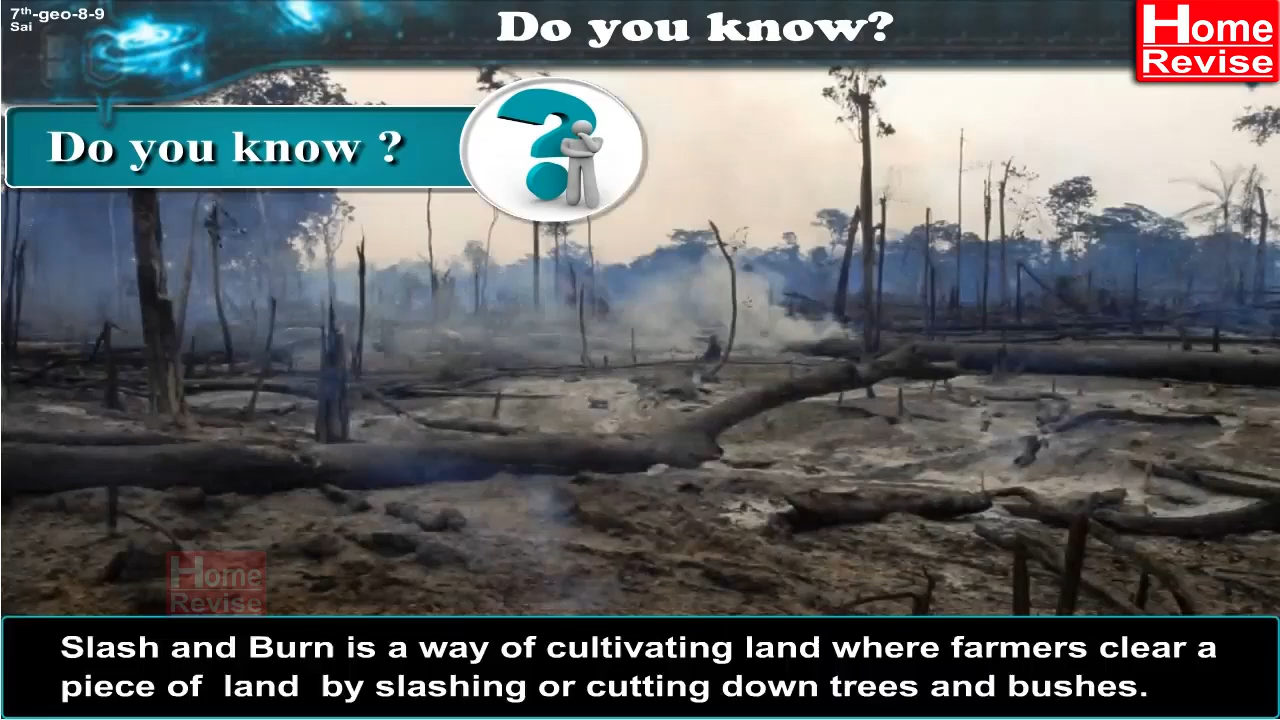 7th-geo-8-9
Sai
Do you know?
Home
Revise
Do you know ?
Home
Revise
Slash and Burn is a way of cultivating land where farmers clear a
piece of land by slashing or cutting down trees and bushes.